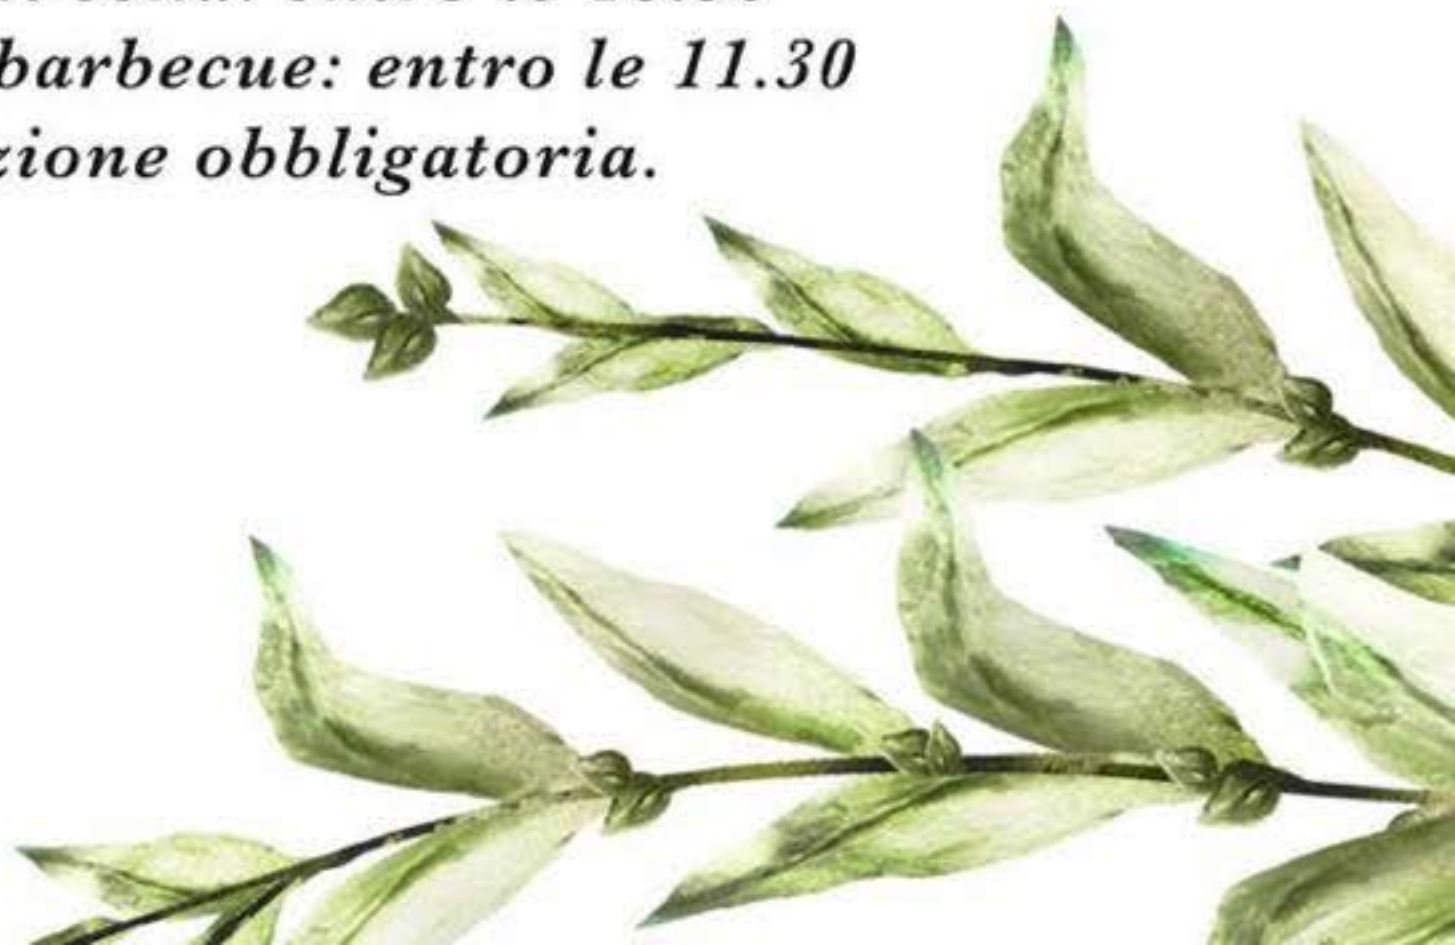 barbecue: entro le 11.30
zione obbligatoria.